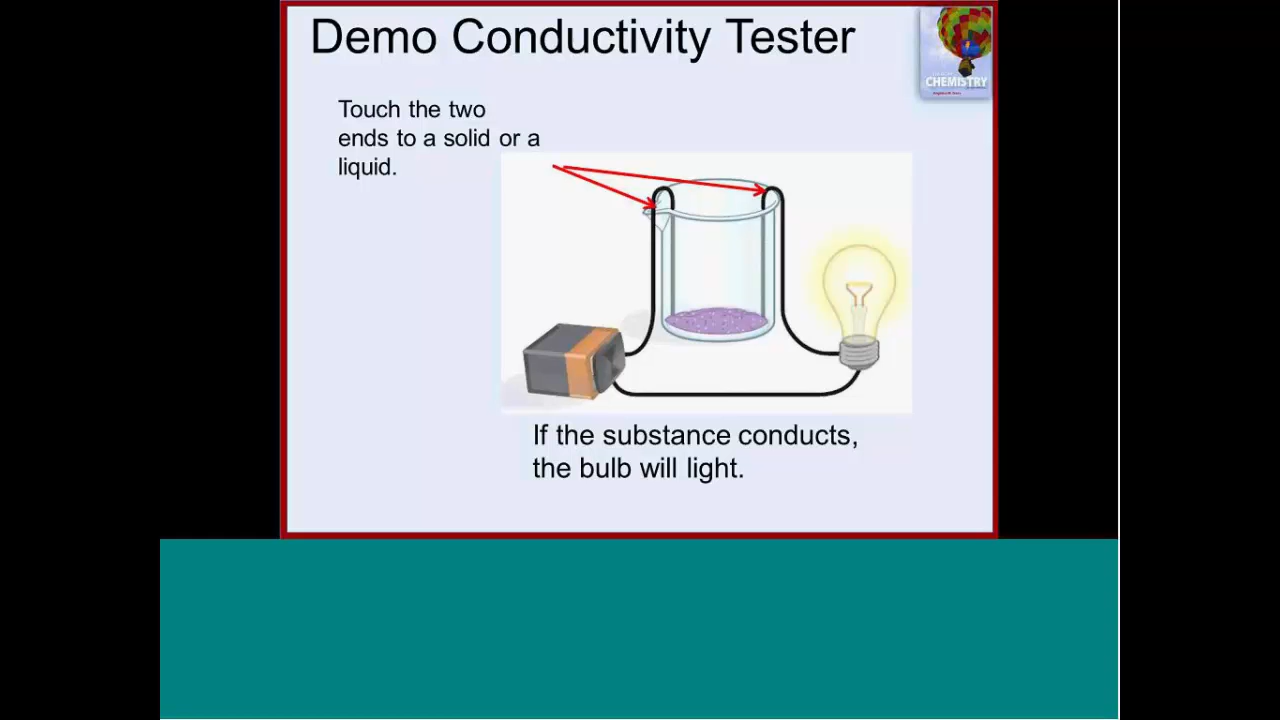 Demo Conductivity Tester
CHEMISTRY
Touch the two
ends to a solid or a
liquid.
If the substance conducts,
the bulb will light.